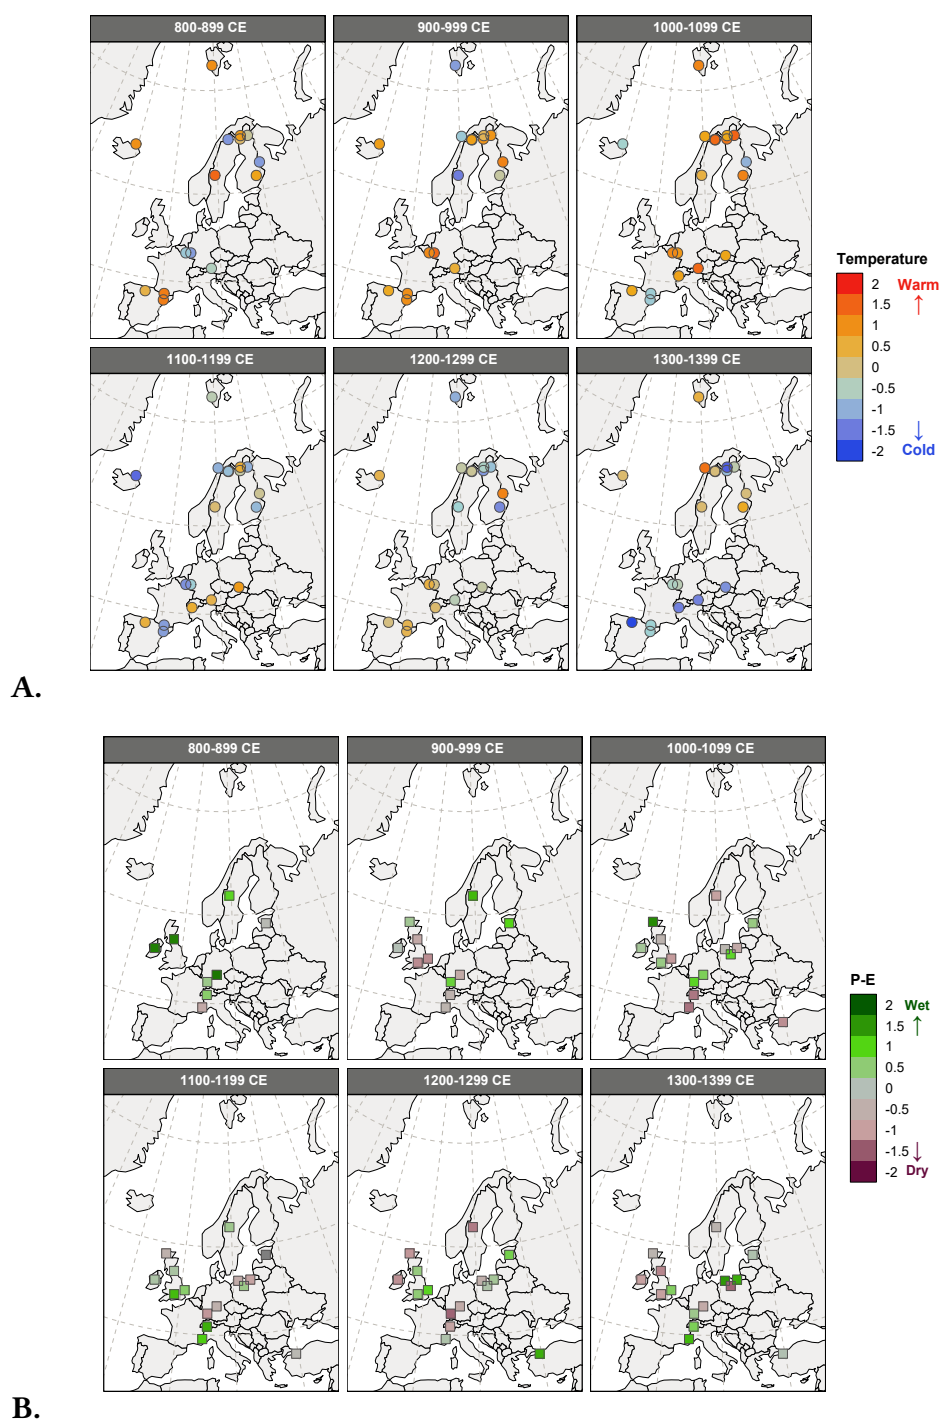 800-899 CE 900-999 CE 1000-1099 CE
Temperature
2 Warm
1.5 ↑
1
0.5
0
-0.5
-1
-1.5 ↓
-2 Cold
1100-1199 CE 1200-1299 CE 1300-1399 CE
A.
800-899 CE 900-999 CE 1000-1099 CE
P-E
2 Wet
1.5 ↑
1
0.5
0
-0.5
-1
-1.5 ↓
-2 Dry
1100-1199 CE 1200-1299 CE 1300-1399 CE
B.